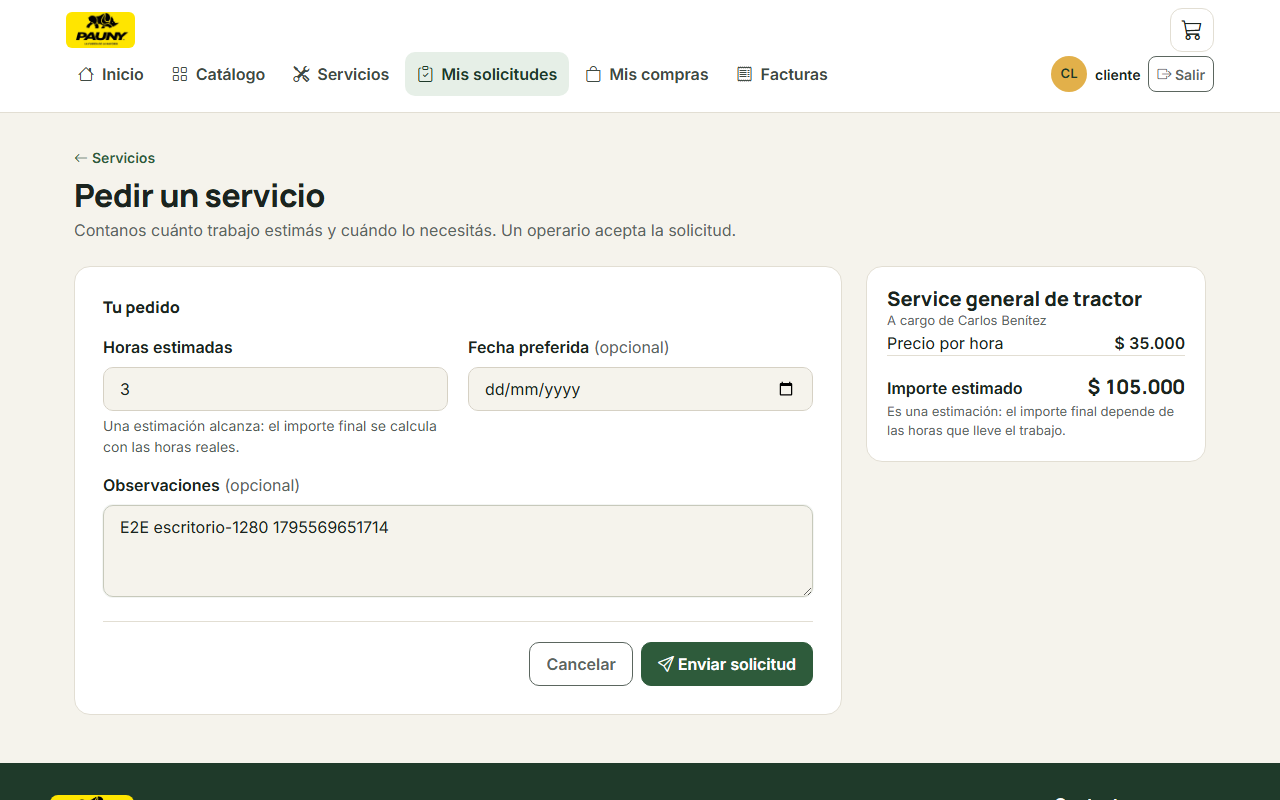 PAUNY
Inicio
Catálogo
Servicios
Mis solicitudes
Mis compras
Facturas
CL
cliente
Salir
← Servicios
Pedir un servicio
Contanos cuánto trabajo estimás y cuándo lo necesitás. Un operario acepta la solicitud.
Tu pedido
Horas estimadas
3
Una estimación alcanza: el importe final se calcula
con las horas reales.
Fecha preferida (opcional)
dd/mm/yyyy
Observaciones (opcional)
E2E escritorio-1280 1795569651714
Cancelar
Enviar solicitud
Service general de tractor
A cargo de Carlos Benítez
Precio por hora $ 35.000
Importe estimado $ 105.000
Es una estimación: el importe final depende de
las horas que lleve el trabajo.